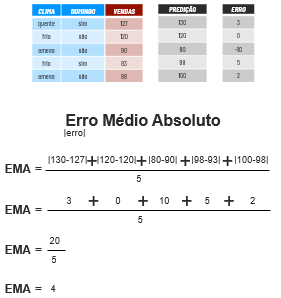 CLIMA DOMINGO VENDAS PREDIÇÃO ERRO
quente sim 127 130 3
frio não 120 120 0
ameno não 90 80 -10
frio sim 93 98 5
ameno não 98 100 2
Erro Médio Absoluto
|erro|
EMA = |130-127|+|120-120|+|80-90|+|98-93|+|100-98|
5
EMA = 3 + 0 + 10 + 5 + 2
5
EMA = 20
5
EMA = 4